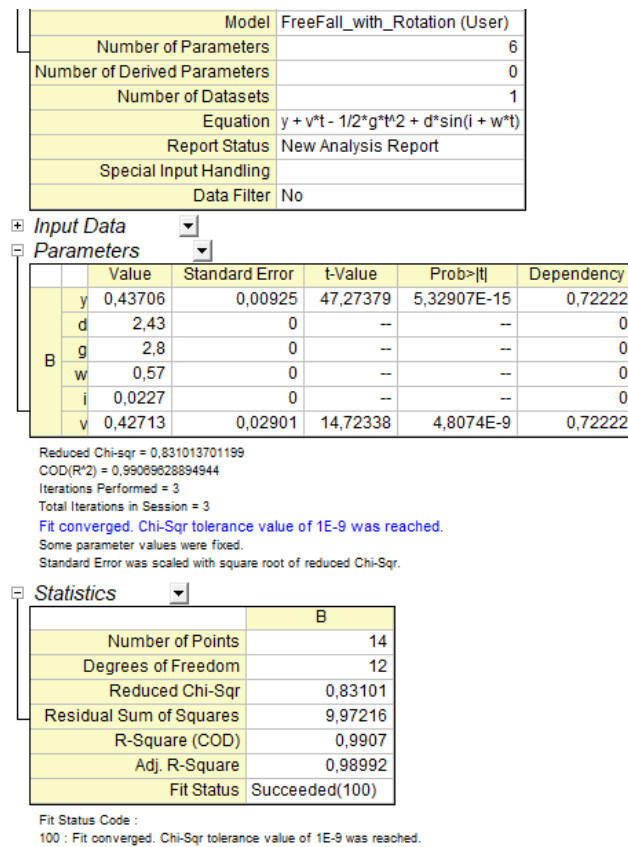 Model FreeFall_with_Rotation (User)
Number of Parameters 6
Number of Derived Parameters 0
Number of Datasets 1
Equation y + v*t - 1/2*g*t^2 + d*sin(i + w*t)
Report Status New Analysis Report
Special Input Handling
Data Filter No
Input Data
Parameters
Value Standard Error t-Value Prob>|t| Dependency
B
y 0,43706 0,00925 47,27379 5,32907E-15 0,72222
d 2,43 0 -- -- 0
g 2,8 0 -- -- 0
w 0,57 0 -- -- 0
i 0,0227 0 -- -- 0
v 0,42713 0,02901 14,72338 4,8074E-9 0,72222
Reduced Chi-sqr = 0,831013701199
COD(R^2) = 0,99069628894944
Iterations Performed = 3
Total Iterations in Session = 3
Fit converged. Chi-Sqr tolerance value of 1E-9 was reached.
Some parameter values were fixed.
Standard Error was scaled with square root of reduced Chi-Sqr.
Statistics
B
Number of Points 14
Degrees of Freedom 12
Reduced Chi-Sqr 0,83101
Residual Sum of Squares 9,97216
R-Square (COD) 0,9907
Adj. R-Square 0,98992
Fit Status Succeeded(100)
Fit Status Code :
100 : Fit converged. Chi-Sqr tolerance value of 1E-9 was reached.